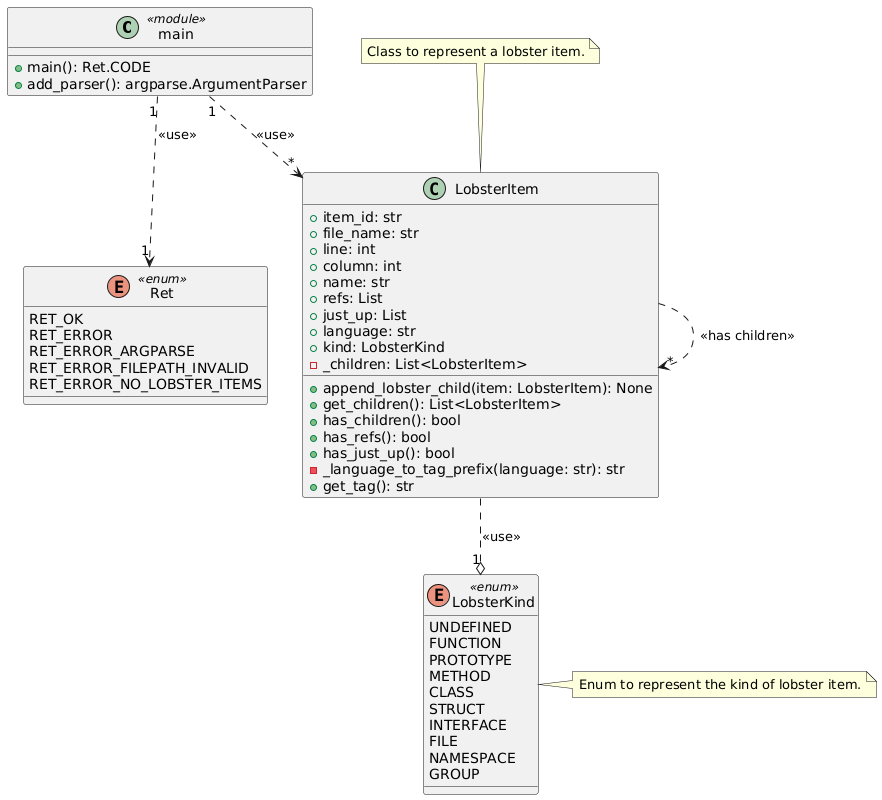 «module»
main
main(): Ret.CODE
add_parser(): argparse.ArgumentParser
Class to represent a lobster item.
1
1
«use»
«use»
*
1
«enum»
Ret
RET_OK
RET_ERROR
RET_ERROR_ARGPARSE
RET_ERROR_FILEPATH_INVALID
RET_ERROR_NO_LOBSTER_ITEMS
LobsterItem
item_id: str
file_name: str
line: int
column: int
name: str
refs: List
just_up: List
language: str
kind: LobsterKind
_children: List<LobsterItem>
append_lobster_child(item: LobsterItem): None
get_children(): List<LobsterItem>
has_children(): bool
has_refs(): bool
has_just_up(): bool
_language_to_tag_prefix(language: str): str
get_tag(): str
«has children»
*
«use»
1
«enum»
LobsterKind
UNDEFINED
FUNCTION
PROTOTYPE
METHOD
CLASS
STRUCT
INTERFACE
FILE
NAMESPACE
GROUP
Enum to represent the kind of lobster item.
C
C
E
E